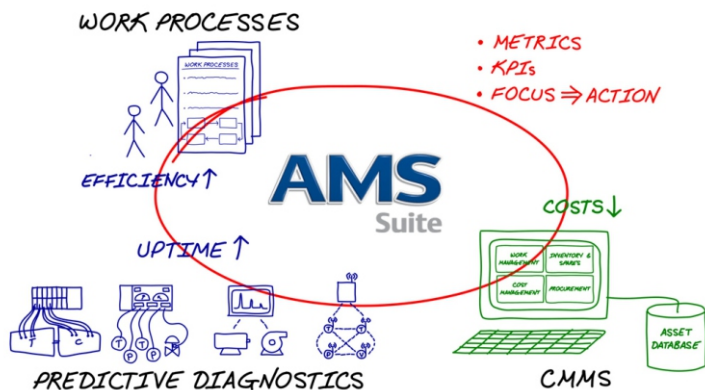 WORK PROCESSES
WORK PROCESSES
• METRICS
• KPIs
• FOCUS ⇒ ACTION
EFFICIENCY ↑
AMS
Suite
COSTS ↓
UPTIME ↑
WORK
MANAGEMENT
INVENTORY &
SPARES
COST
MANAGEMENT
PROCUREMENT
F
C
T
P
T
P
T
T
P
ASSET
DATABASE
PREDICTIVE DIAGNOSTICS
CMMS